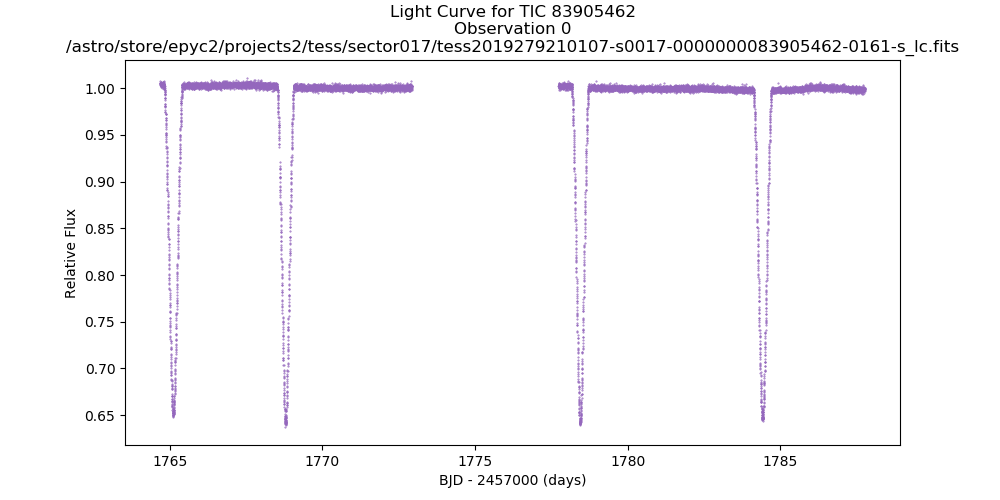 Light Curve for TIC 83905462
Observation 0
/astro/store/epyc2/projects2/tess/sector017/tess2019279210107-s0017-0000000083905462-0161-s_lc.fits
1.00
0.95
0.90
0.85
0.80
0.75
0.70
0.65
Relative Flux
1765
1770
1775
1780
1785
BJD - 2457000 (days)